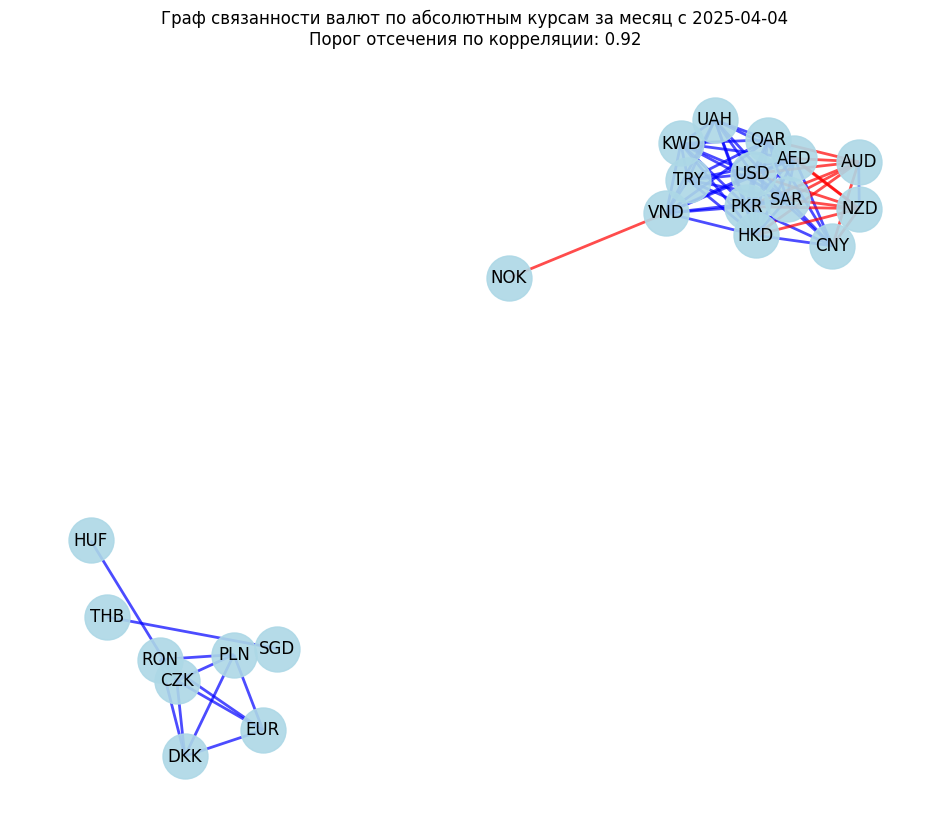 Граф связанности валют по абсолютным курсам за месяц с 2025-04-04
Порог отсечения по корреляции: 0.92
UAH
QAR
KWD
AED
AUD
USD
TRY
SAR
PKR
NZD
VND
HKD
CNY
NOK
HUF
THB
SGD
PLN
RON
CZK
EUR
DKK